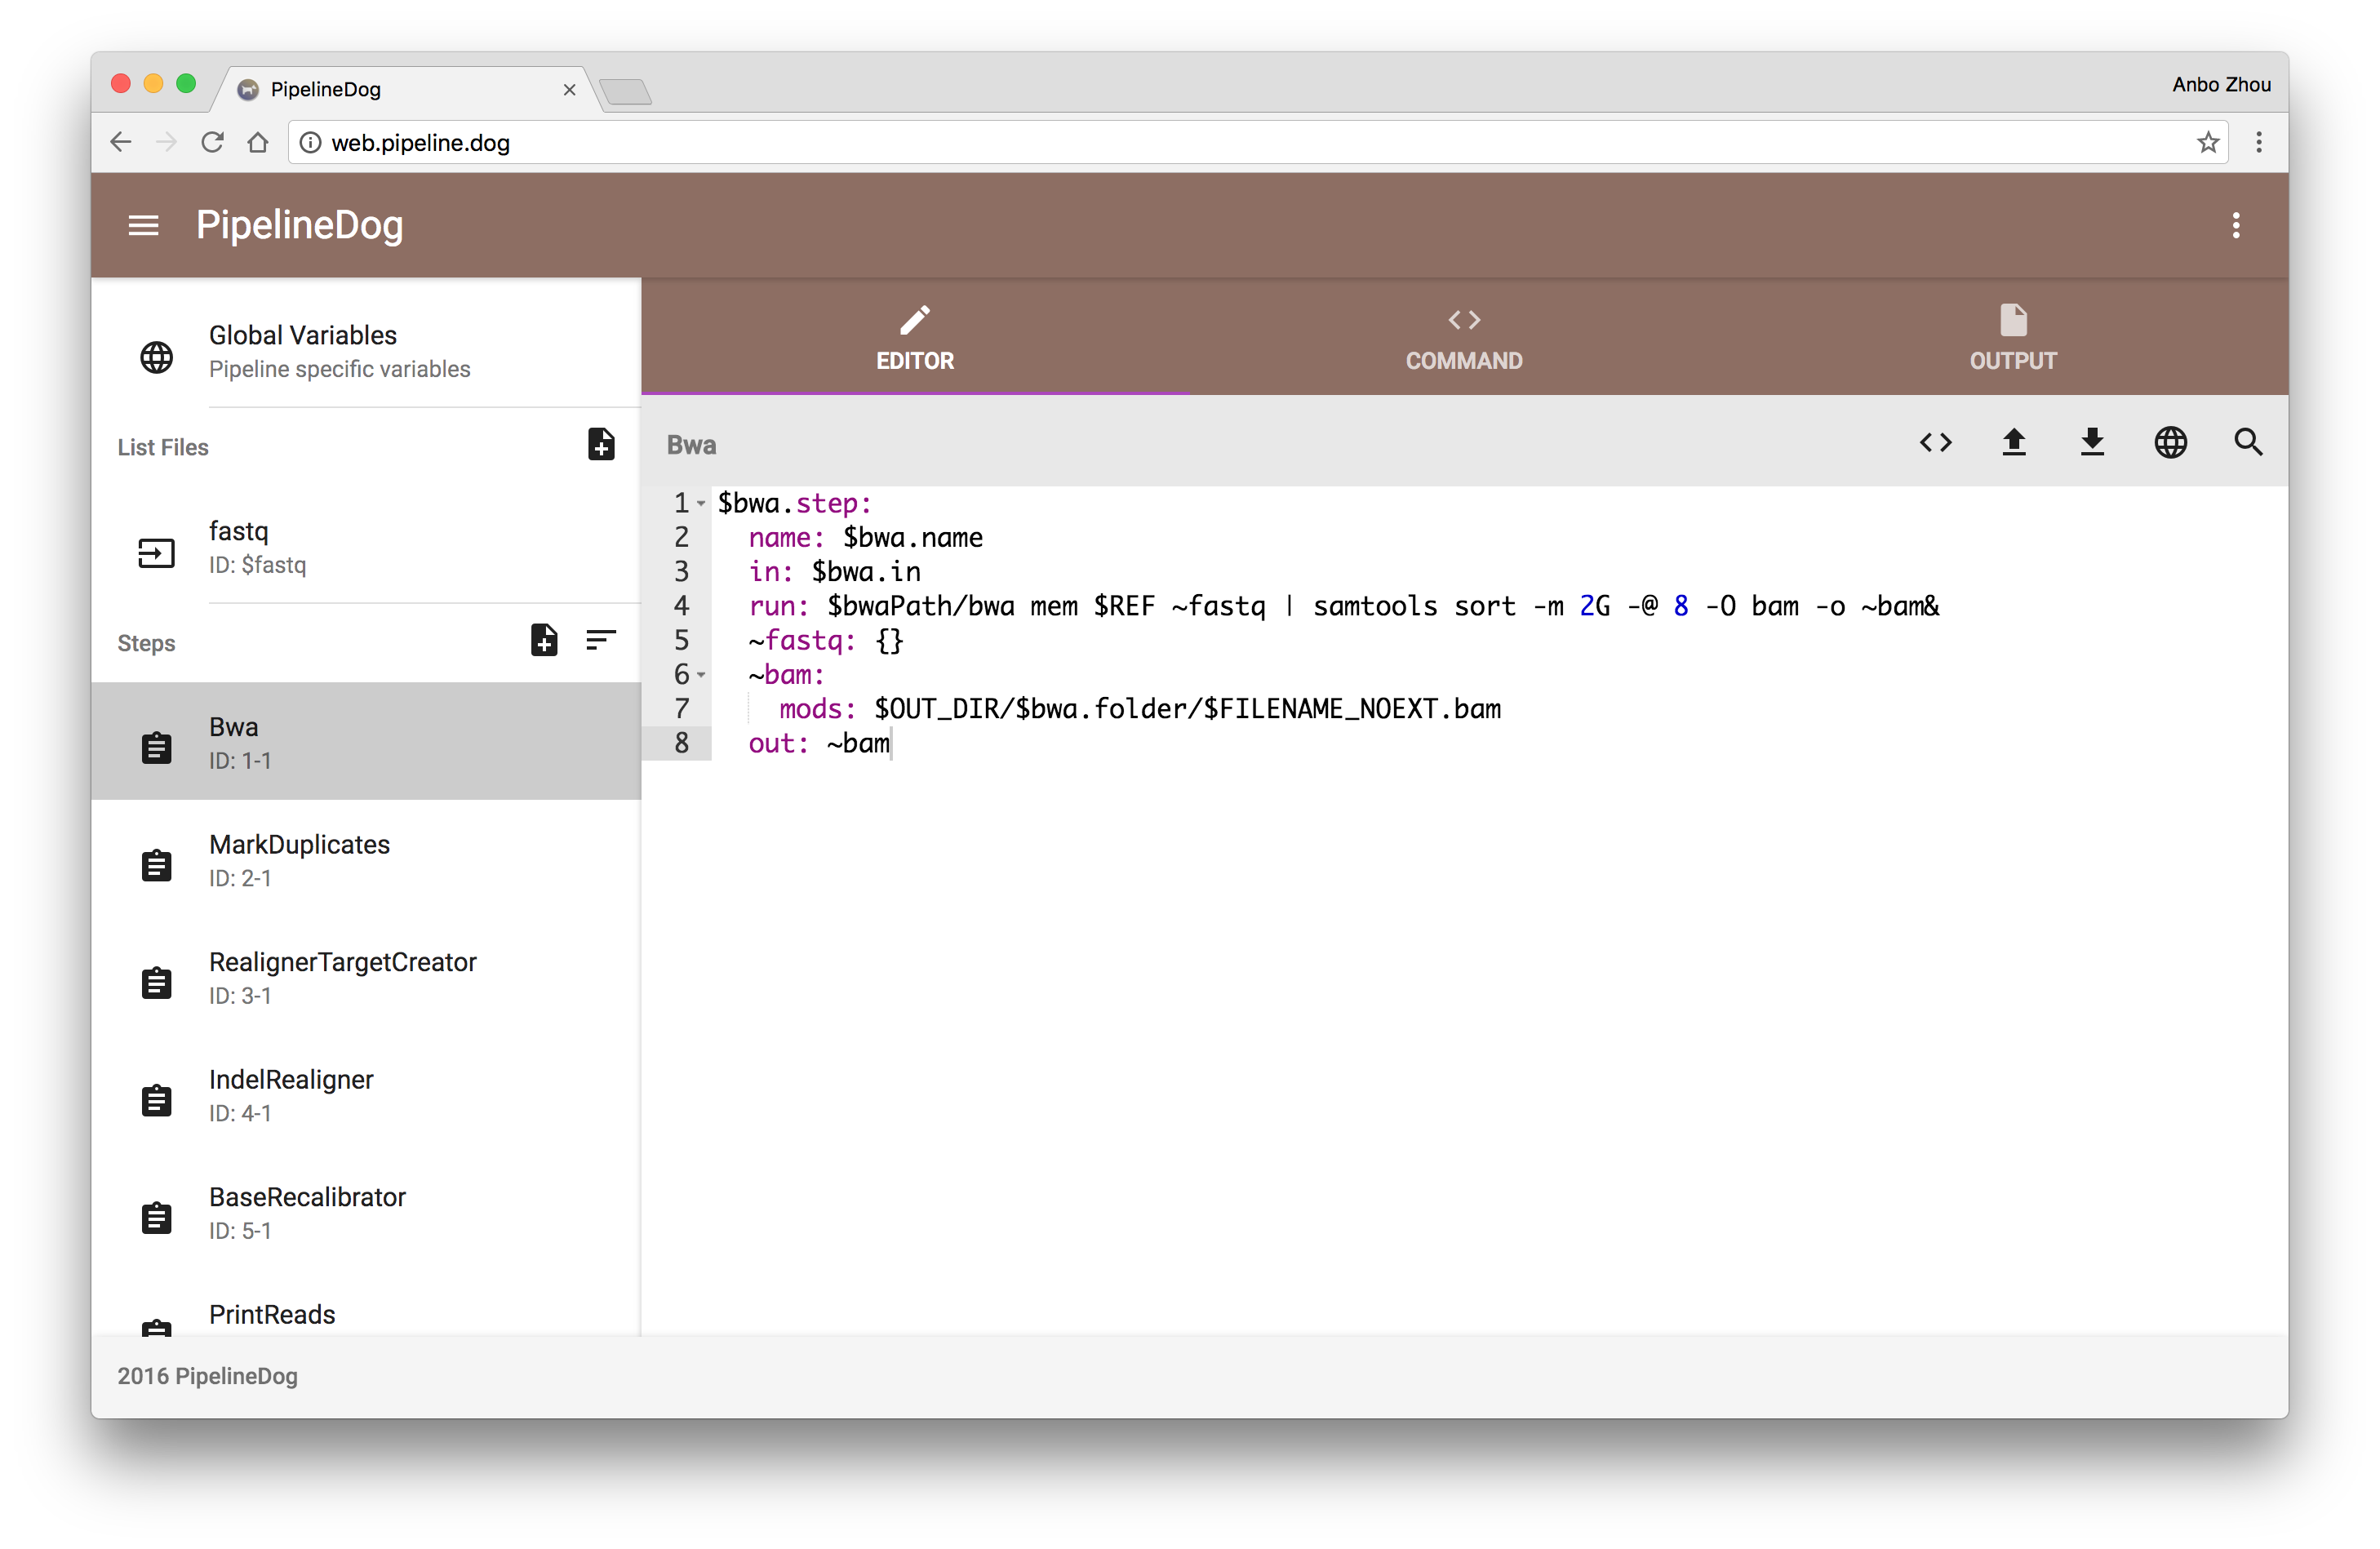 PipelineDog
Anbo Zhou
web.pipeline.dog
PipelineDog
Global Variables
Pipeline specific variables
List Files
fastq
ID: $fastq
Steps
Bwa
ID: 1-1
MarkDuplicates
ID: 2-1
RealignerTargetCreator
ID: 3-1
IndelRealigner
ID: 4-1
BaseRecalibrator
ID: 5-1
PrintReads
EDITOR
COMMAND
OUTPUT
Bwa
1 $bwa.step:
2 name: $bwa.name
3 in: $bwa.in
4 run: $bwaPath/bwa mem $REF ~fastq | samtools sort -m 2G -@ 8 -O bam -o ~bam&
5 ~fastq: {}
6 ~bam:
7 mods: $OUT_DIR/$bwa.folder/$FILENAME_NOEXT.bam
8 out: ~bam
2016 PipelineDog